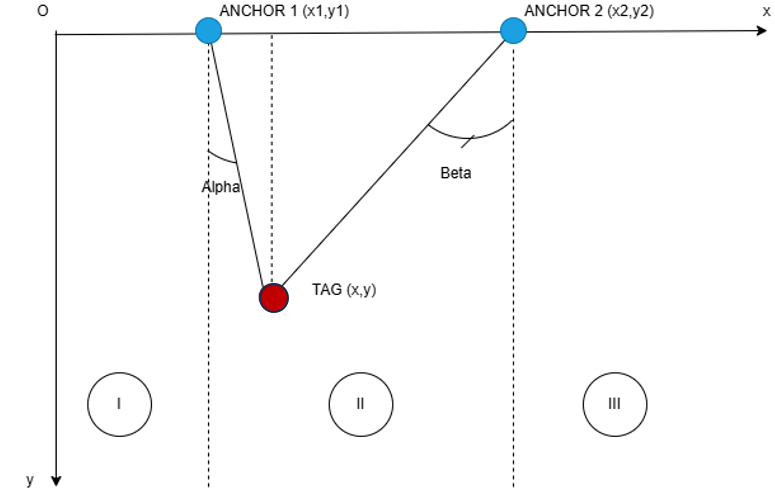 O
ANCHOR 1 (x1,y1)
ANCHOR 2 (x2,y2)
x
Alpha
Beta
TAG (x,y)
I
II
III
y